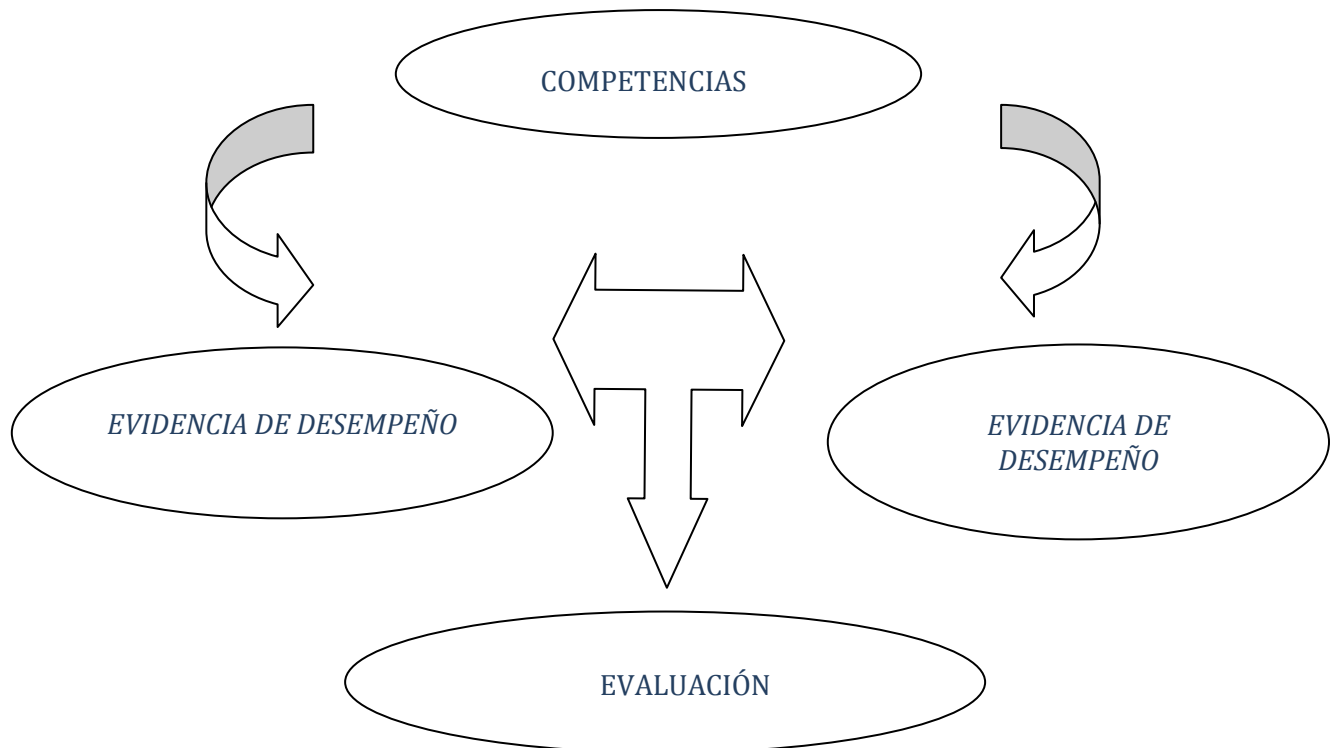 COMPETENCIAS
EVIDENCIA DE DESEMPEÑO
EVIDENCIA DE
DESEMPEÑO
EVALUACIÓN